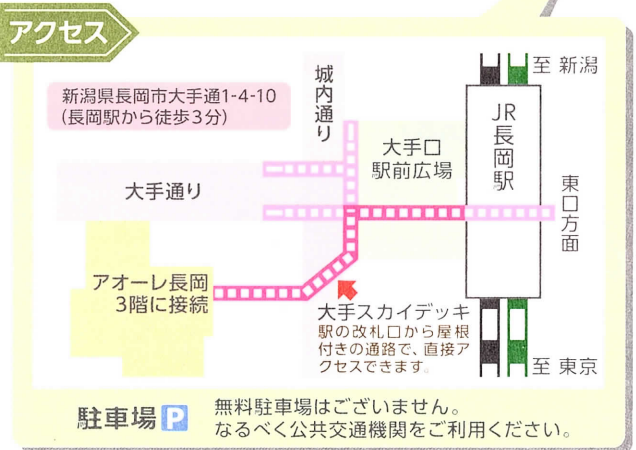 アクセス
新潟県長岡市大手通1-4-10
（長岡駅から徒歩３分）
城内通り
至 新潟
JR長岡駅
大手口
駅前広場
大手通り
東口方面
アオーレ長岡
3階に接続
大手スカイデッキ
駅の改札口から屋根
付きの通路で、直接ア
クセスできます。
至 東京
駐車場 P
無料駐車場はございません。
なるべく公共交通機関をご利用ください。